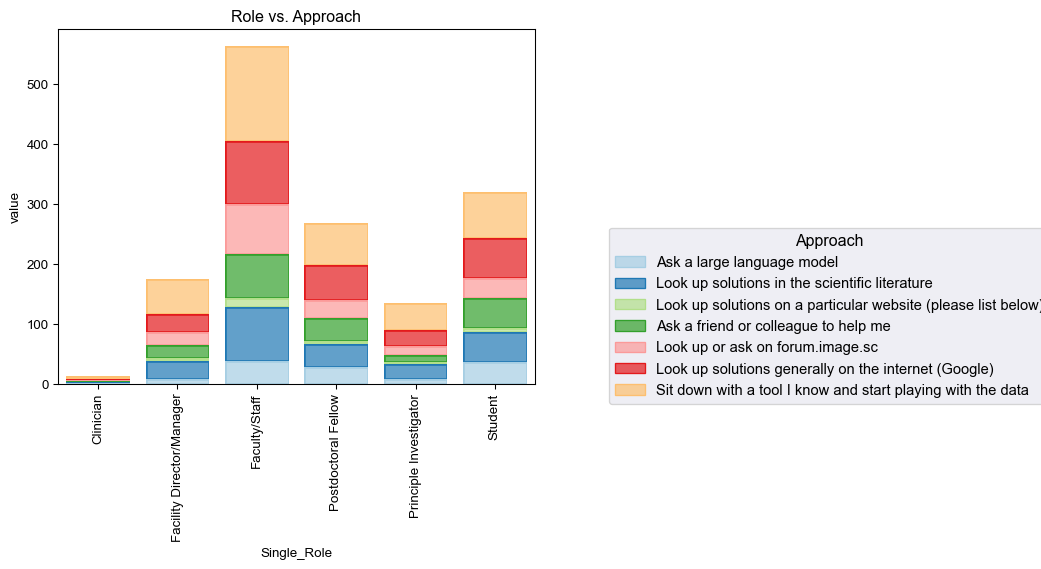 Role vs. Approach
value
500
400
300
200
100
0
Clinician
Facility Director/Manager
Faculty/Staff
Postdoctoral Fellow
Principle Investigator
Student
Single_Role
Approach
Ask a large language model
Look up solutions in the scientific literature
Look up solutions on a particular website (please list below)
Ask a friend or colleague to help me
Look up or ask on forum.image.sc
Look up solutions generally on the internet (Google)
Sit down with a tool I know and start playing with the data